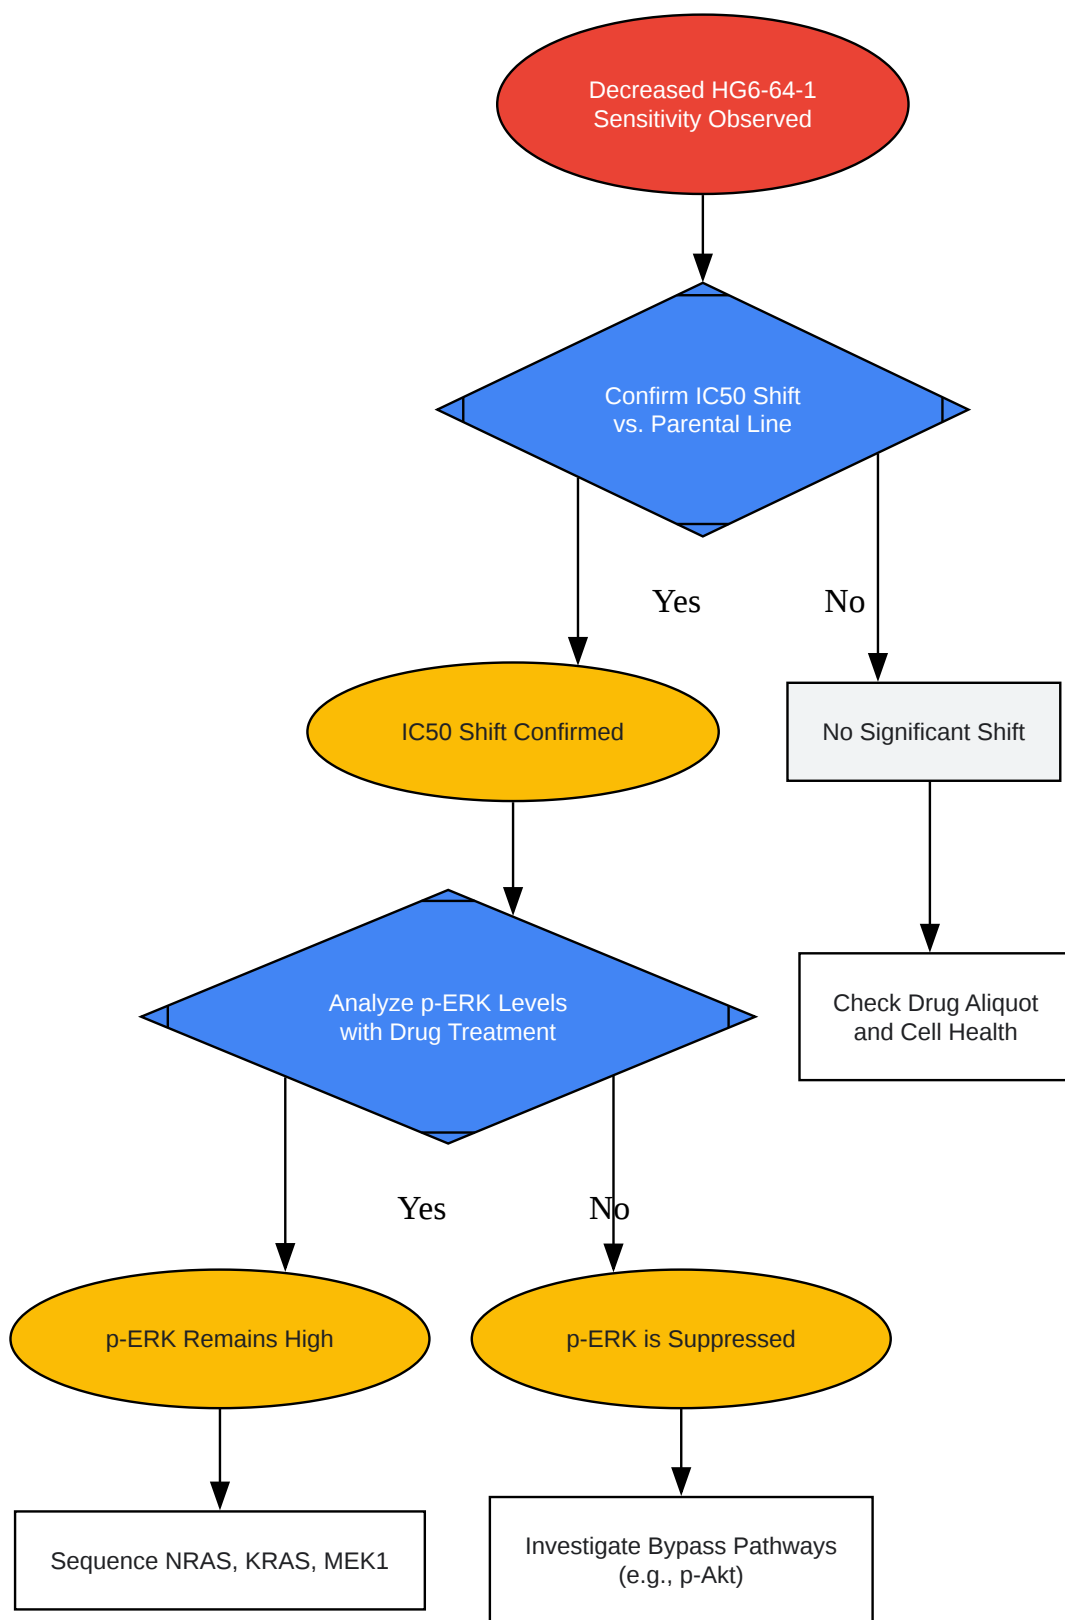 Decreased HG6-64-1
Sensitivity Observed
Confirm IC50 Shift
vs. Parental Line
Yes
No
IC50 Shift Confirmed
No Significant Shift
Analyze p-ERK Levels
with Drug Treatment
Check Drug Aliquot
and Cell Health
Yes
No
p-ERK Remains High
p-ERK is Suppressed
Sequence NRAS, KRAS, MEK1
Investigate Bypass Pathways
(e.g., p-Akt)